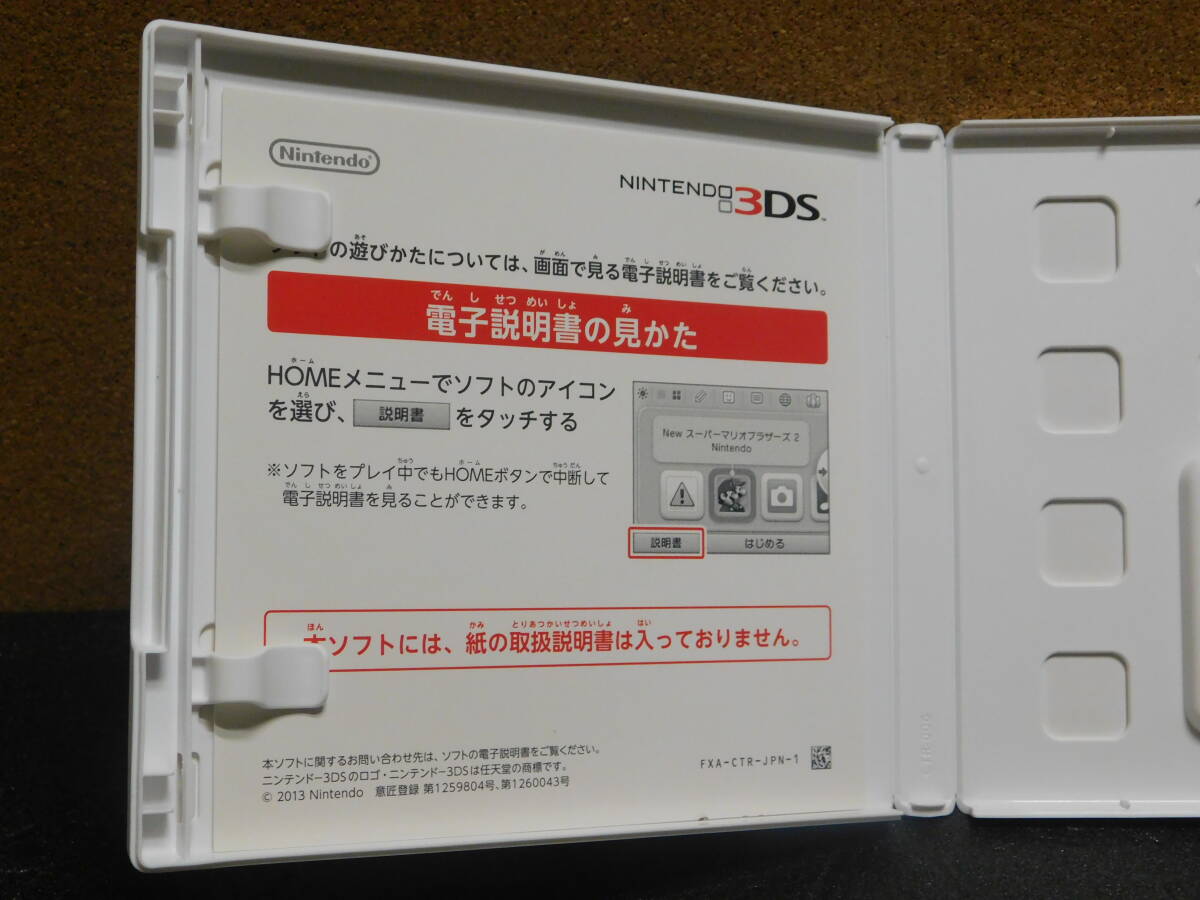 Nintendo
NINTENDO 3DS™
の遊びかたについては、画面で見る電子説明書をご覧ください。
電子説明書の見かた
HOMEメニューでソフトのアイコン
を選び、 説明書 をタッチする
※ソフトをプレイ中でもHOMEボタンで中断して
電子説明書を見ることができます。
New スーパーマリオブラザーズ 2
Nintendo
説明書 はじめる
本ソフトには、紙の取扱説明書は入っておりません。
本ソフトに関するお問い合わせ先は、ソフトの電子説明書をご覧ください。
ニンテンドー3DSのロゴ・ニンテンドー3DSは任天堂の商標です。
© 2013 Nintendo 意匠登録 第1259804号、第1260043号
FXA-CTR-JPN-1